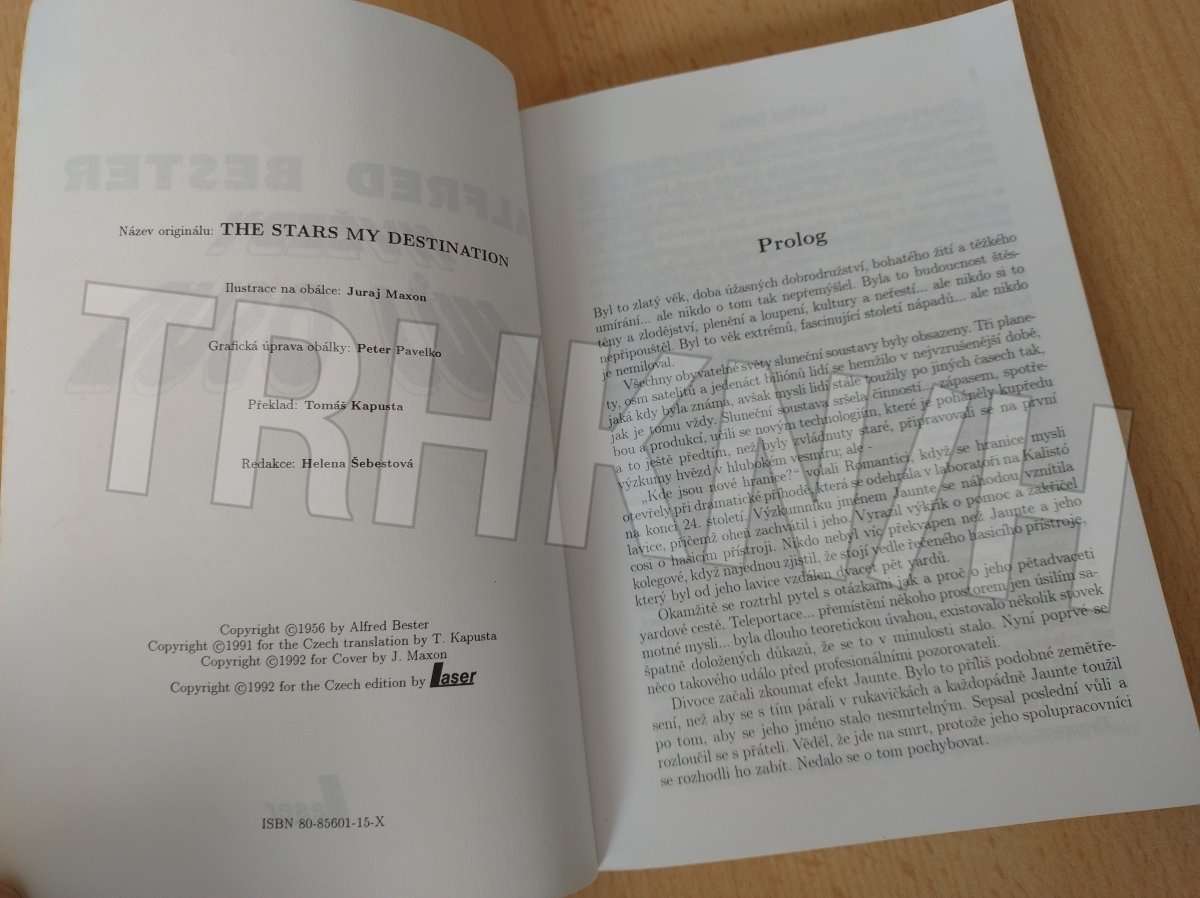 Název originálu: THE STARS MY DESTINATION
Ilustrace na obálce: Juraj Maxon
Grafická úprava obálky: Peter Pavelko
Překlad: Tomáš Kapusta
Redakce: Helena Šebestová
Copyright ©1956 by Alfred Bester
Copyright ©1991 for the Czech translation by T. Kapusta
Copyright ©1992 for Cover by J. Maxon
Copyright ©1992 for the Czech edition by Laser
ISBN 80-85601-15-X
Prolog
Byl to zlatý věk, doba úžasných dobrodružství, bohatého žití a těžkého
umírání... ale nikdo o tom tak nepřemýšlel. Byla to budoucnost štěs-
těny a zlodějství, plenění a loupení, kultury a neřestí... ale nikdo si to
nepřipouštěl. Byl to věk extrémů, fascinující století nápadů... ale nikdo
je nemiloval.
Všechny obyvatelné světy sluneční soustavy byly obsazeny. Tři plane-
ty, osm satelitů a jedenáct biliónů lidí se hemžilo v nejvzrušenější době,
jaká kdy byla známa, avšak mysli lidí stále toužily po jiných časech tak,
jak je tomu vždy. Sluneční soustava sršela činností... zápasem, spotře-
bou a produkcí, učili se novým technologiím, které je poháněly kupředu
a to ještě předtím, než byly zvládnuty staré, připravovali se na první
výzkumy hvězd v hlubokém vesmíru; ale -
„Kde jsou nové hranice?“ volali Romantici, když se hranice mysli
otevřely při dramatické příhodě, která se odehrála v laboratoři na Kalistó
na konci 24. století. Výzkumníku jménem Jaunte se náhodou vznítila
lavice, přičemž oheň zachvátil i jeho. Vyrazil výkřik o pomoc a zakřičel
cosi o hasicím přístroji. Nikdo nebyl víc překvapen než Jaunte a jeho
kolegové, když najednou zjistil, že stojí vedle řečeného hasicího přístroje,
který byl od jeho lavice vzdálen dvacet pět yardů.
Okamžitě se roztrhl pytel s otázkami jak a proč o jeho pětadvaceti
yardové cestě. Teleportace... přemístění někoho prostorem jen úsilím sa-
motné mysli... byla dlouho teoretickou úvahou, existovalo několik stovek
špatně doložených důkazů, že se to v minulosti stalo. Nyní poprvé se
něco takového událo před profesionálními pozorovateli.
Divoce začali zkoumat efekt Jaunte. Bylo to příliš podobné zemětře-
sení, než aby se s tím párali v rukavičkách a každopádně Jaunte toužil
po tom, aby se jeho jméno stalo nesmrtelným. Sepsal poslední vůli a
rozloučil se s přáteli. Věděl, že jde na smrt, protože jeho spolupracovníci
se rozhodli ho zabít. Nedalo se o tom pochybovat.
TRHKNIH